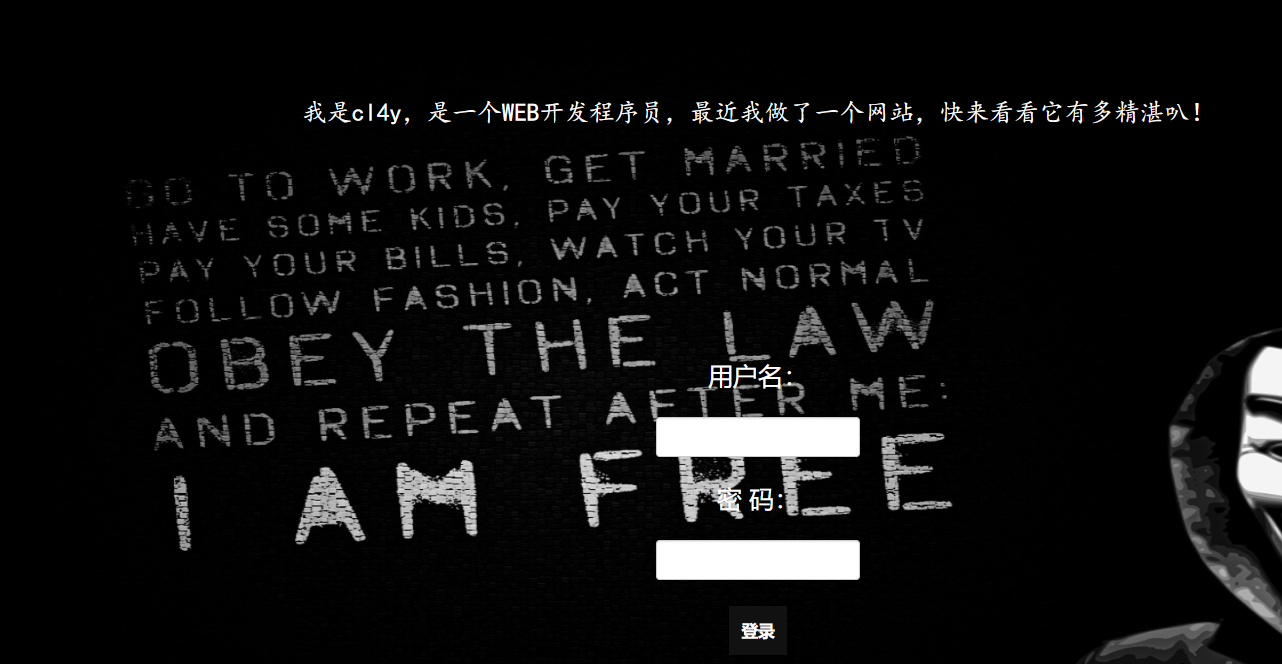 我是cl4y，是一个WEB开发程序员，最近我做了一个网站，快来看看它有多精湛叭！
GO TO WORK, GET MARRIED
HAVE SOME KIDS, PAY YOUR TAXES
PAY YOUR BILLS, WATCH YOUR TV
FOLLOW FASHION, ACT NORMAL
OBEY THE LAW
AND REPEAT AFTER ME:
I AM FREE
用户名：
密 码：
登录